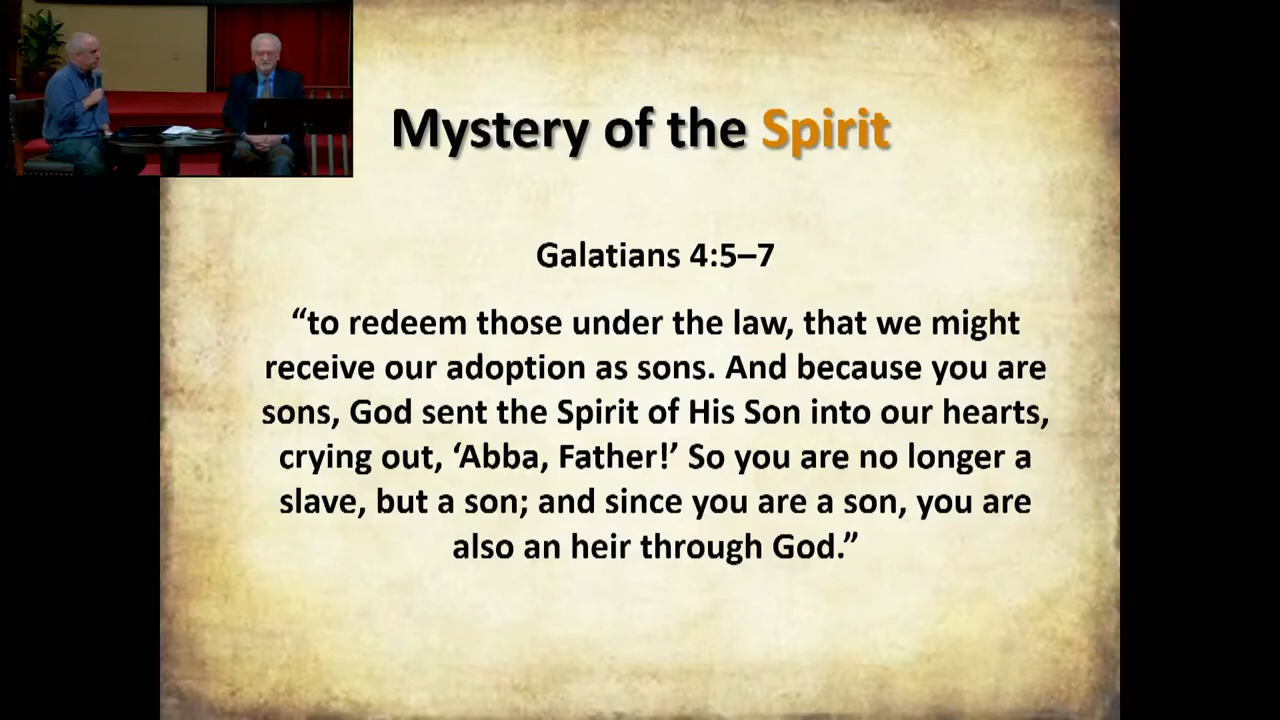 Mystery of the Spirit
Galatians 4:5–7
“to redeem those under the law, that we might
receive our adoption as sons. And because you are
sons, God sent the Spirit of His Son into our hearts,
crying out, ‘Abba, Father!’ So you are no longer a
slave, but a son; and since you are a son, you are
also an heir through God.”